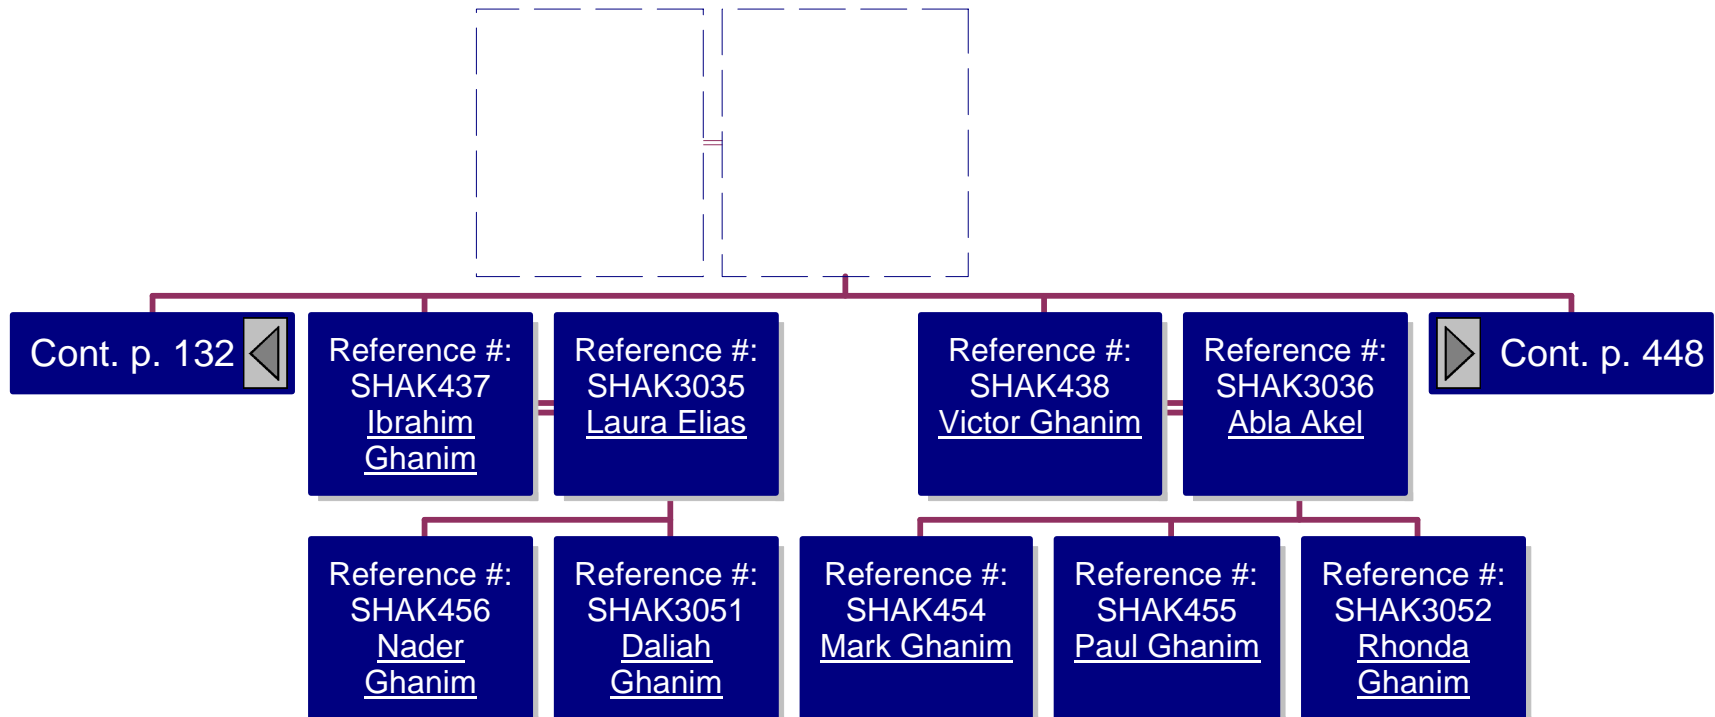 Cont. p. 132
Reference #:
SHAK437
Ibrahim
Ghanim
Reference #:
SHAK3035
Laura Elias
Reference #:
SHAK438
Victor Ghanim
Reference #:
SHAK3036
Abla Akel
Cont. p. 448
Reference #:
SHAK456
Nader
Ghanim
Reference #:
SHAK3051
Daliah
Ghanim
Reference #:
SHAK454
Mark Ghanim
Reference #:
SHAK455
Paul Ghanim
Reference #:
SHAK3052
Rhonda
Ghanim